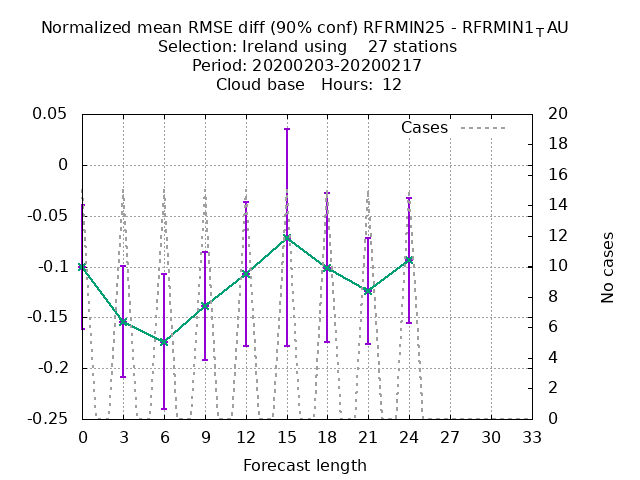 Normalized mean RMSE diff (90% conf) RFRMIN25 - RFRMIN1TAU
Selection: Ireland using 27 stations
Period: 20200203-20200217
Cloud base Hours: 12
Cases
0.05
0
-0.05
-0.1
-0.15
-0.2
-0.25
20
18
16
14
12
10
8
6
4
2
0
No cases
0 3 6 9 12 15 18 21 24 27 30 33
Forecast length